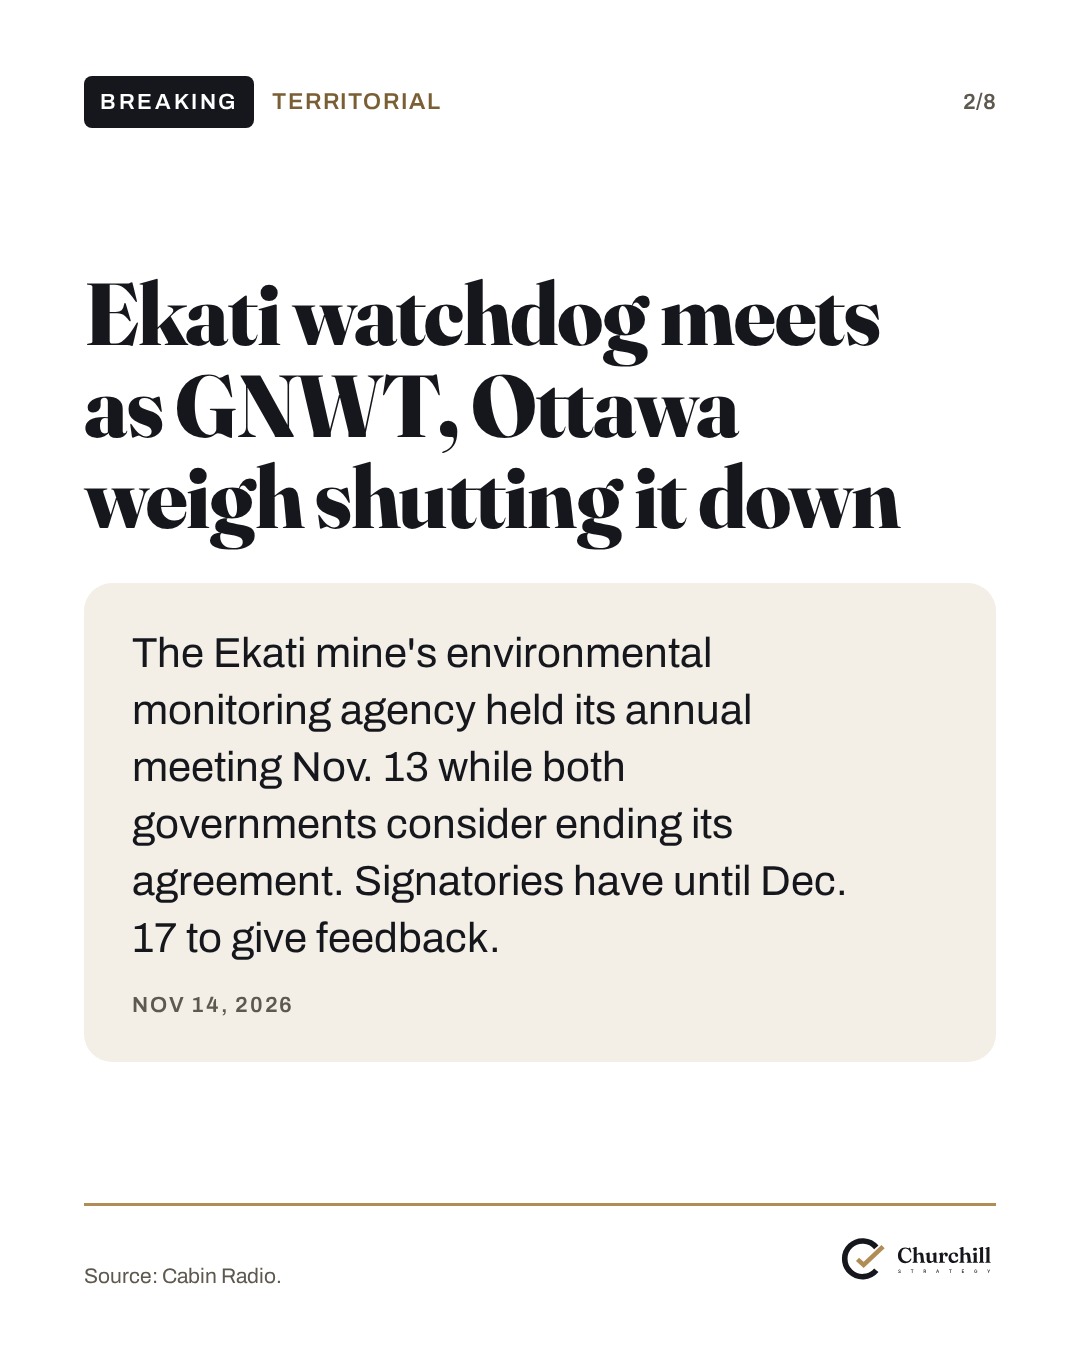 BREAKING TERRITORIAL 2/8
Ekati watchdog meets
as GNWT, Ottawa
weigh shutting it down
The Ekati mine's environmental
monitoring agency held its annual
meeting Nov. 13 while both
governments consider ending its
agreement. Signatories have until Dec.
17 to give feedback.
NOV 14, 2026
Source: Cabin Radio.
Churchill
STRATEGY